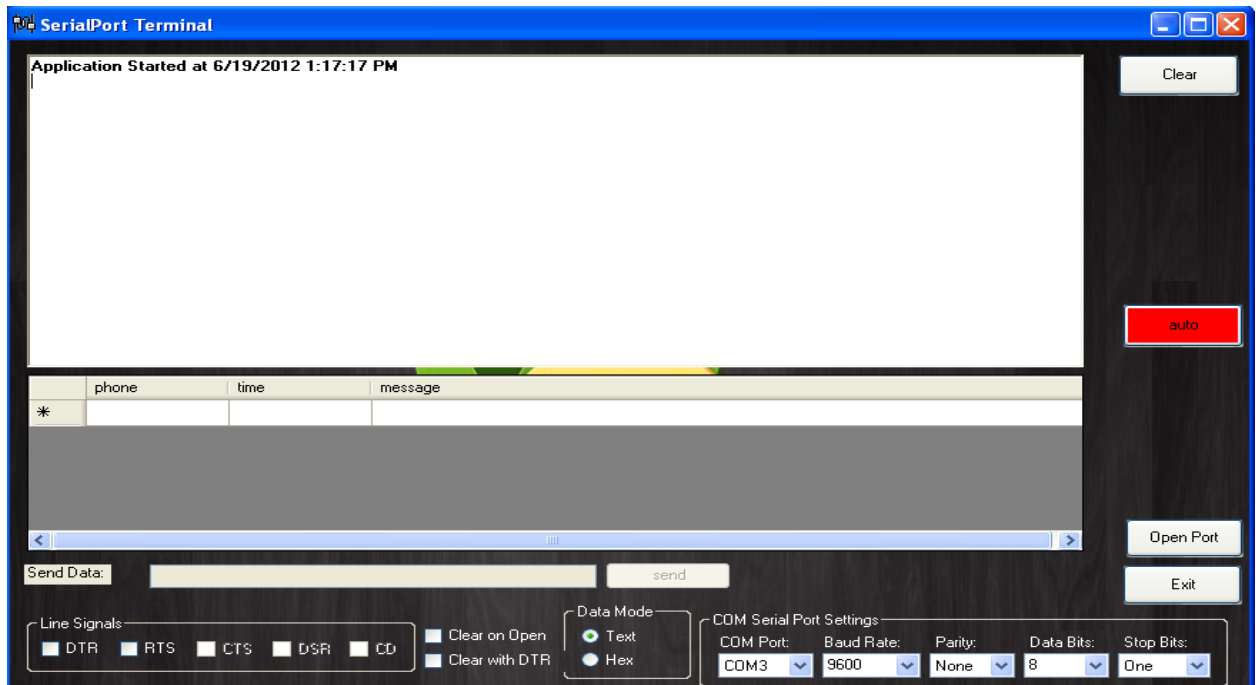 SerialPort Terminal
Application Started at 6/19/2012 1:17:17 PM
Clear
auto
phone time message
Open Port
Send Data: send
Exit
Line Signals
DTR RTS CTS DSR CD
Clear on Open
Clear with DTR
Data Mode
Text
Hex
COM Serial Port Settings
COM Port: Baud Rate: Parity: Data Bits: Stop Bits:
COM3 9600 None 8 One